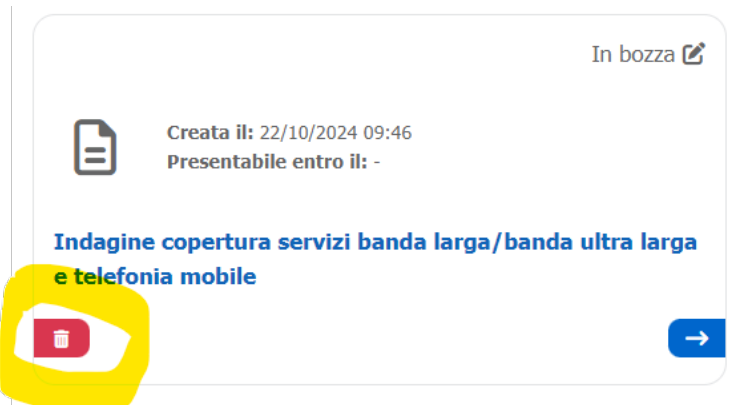 In bozza
Creata il: 22/10/2024 09:46
Presentabile entro il: -
Indagine copertura servizi banda larga/banda ultra larga
e telefonia mobile